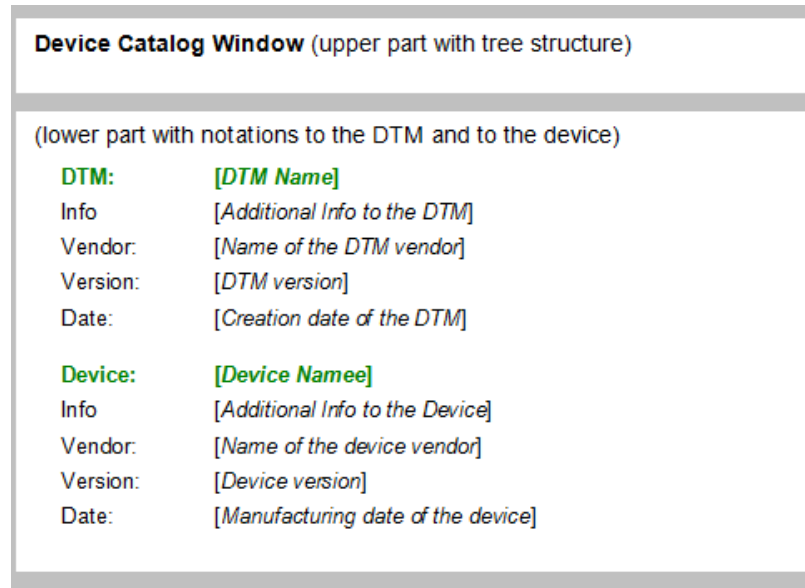 Device Catalog Window (upper part with tree structure)
(lower part with notations to the DTM and to the device)
DTM: [DTM Name]
Info [Additional Info to the DTM]
Vendor: [Name of the DTM vendor]
Version: [DTM version]
Date: [Creation date of the DTM]
Device: [Device Namee]
Info [Additional Info to the Device]
Vendor: [Name of the device vendor]
Version: [Device version]
Date: [Manufacturing date of the device]